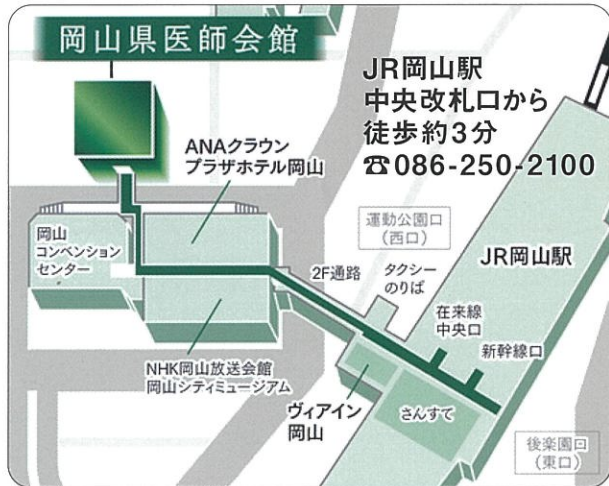 岡山県医師会館
JR岡山駅
中央改札口から
徒歩約3分
☎086-250-2100
ANAクラウン
プラザホテル岡山
運動公園口
(西口)
岡山
コンベンション
センター
2F通路
タクシー
のりば
JR岡山駅
在来線
中央口
新幹線口
NHK岡山放送会館
岡山シティミュージアム
ヴィアイン
岡山
さんすて
後楽園口
(東口)